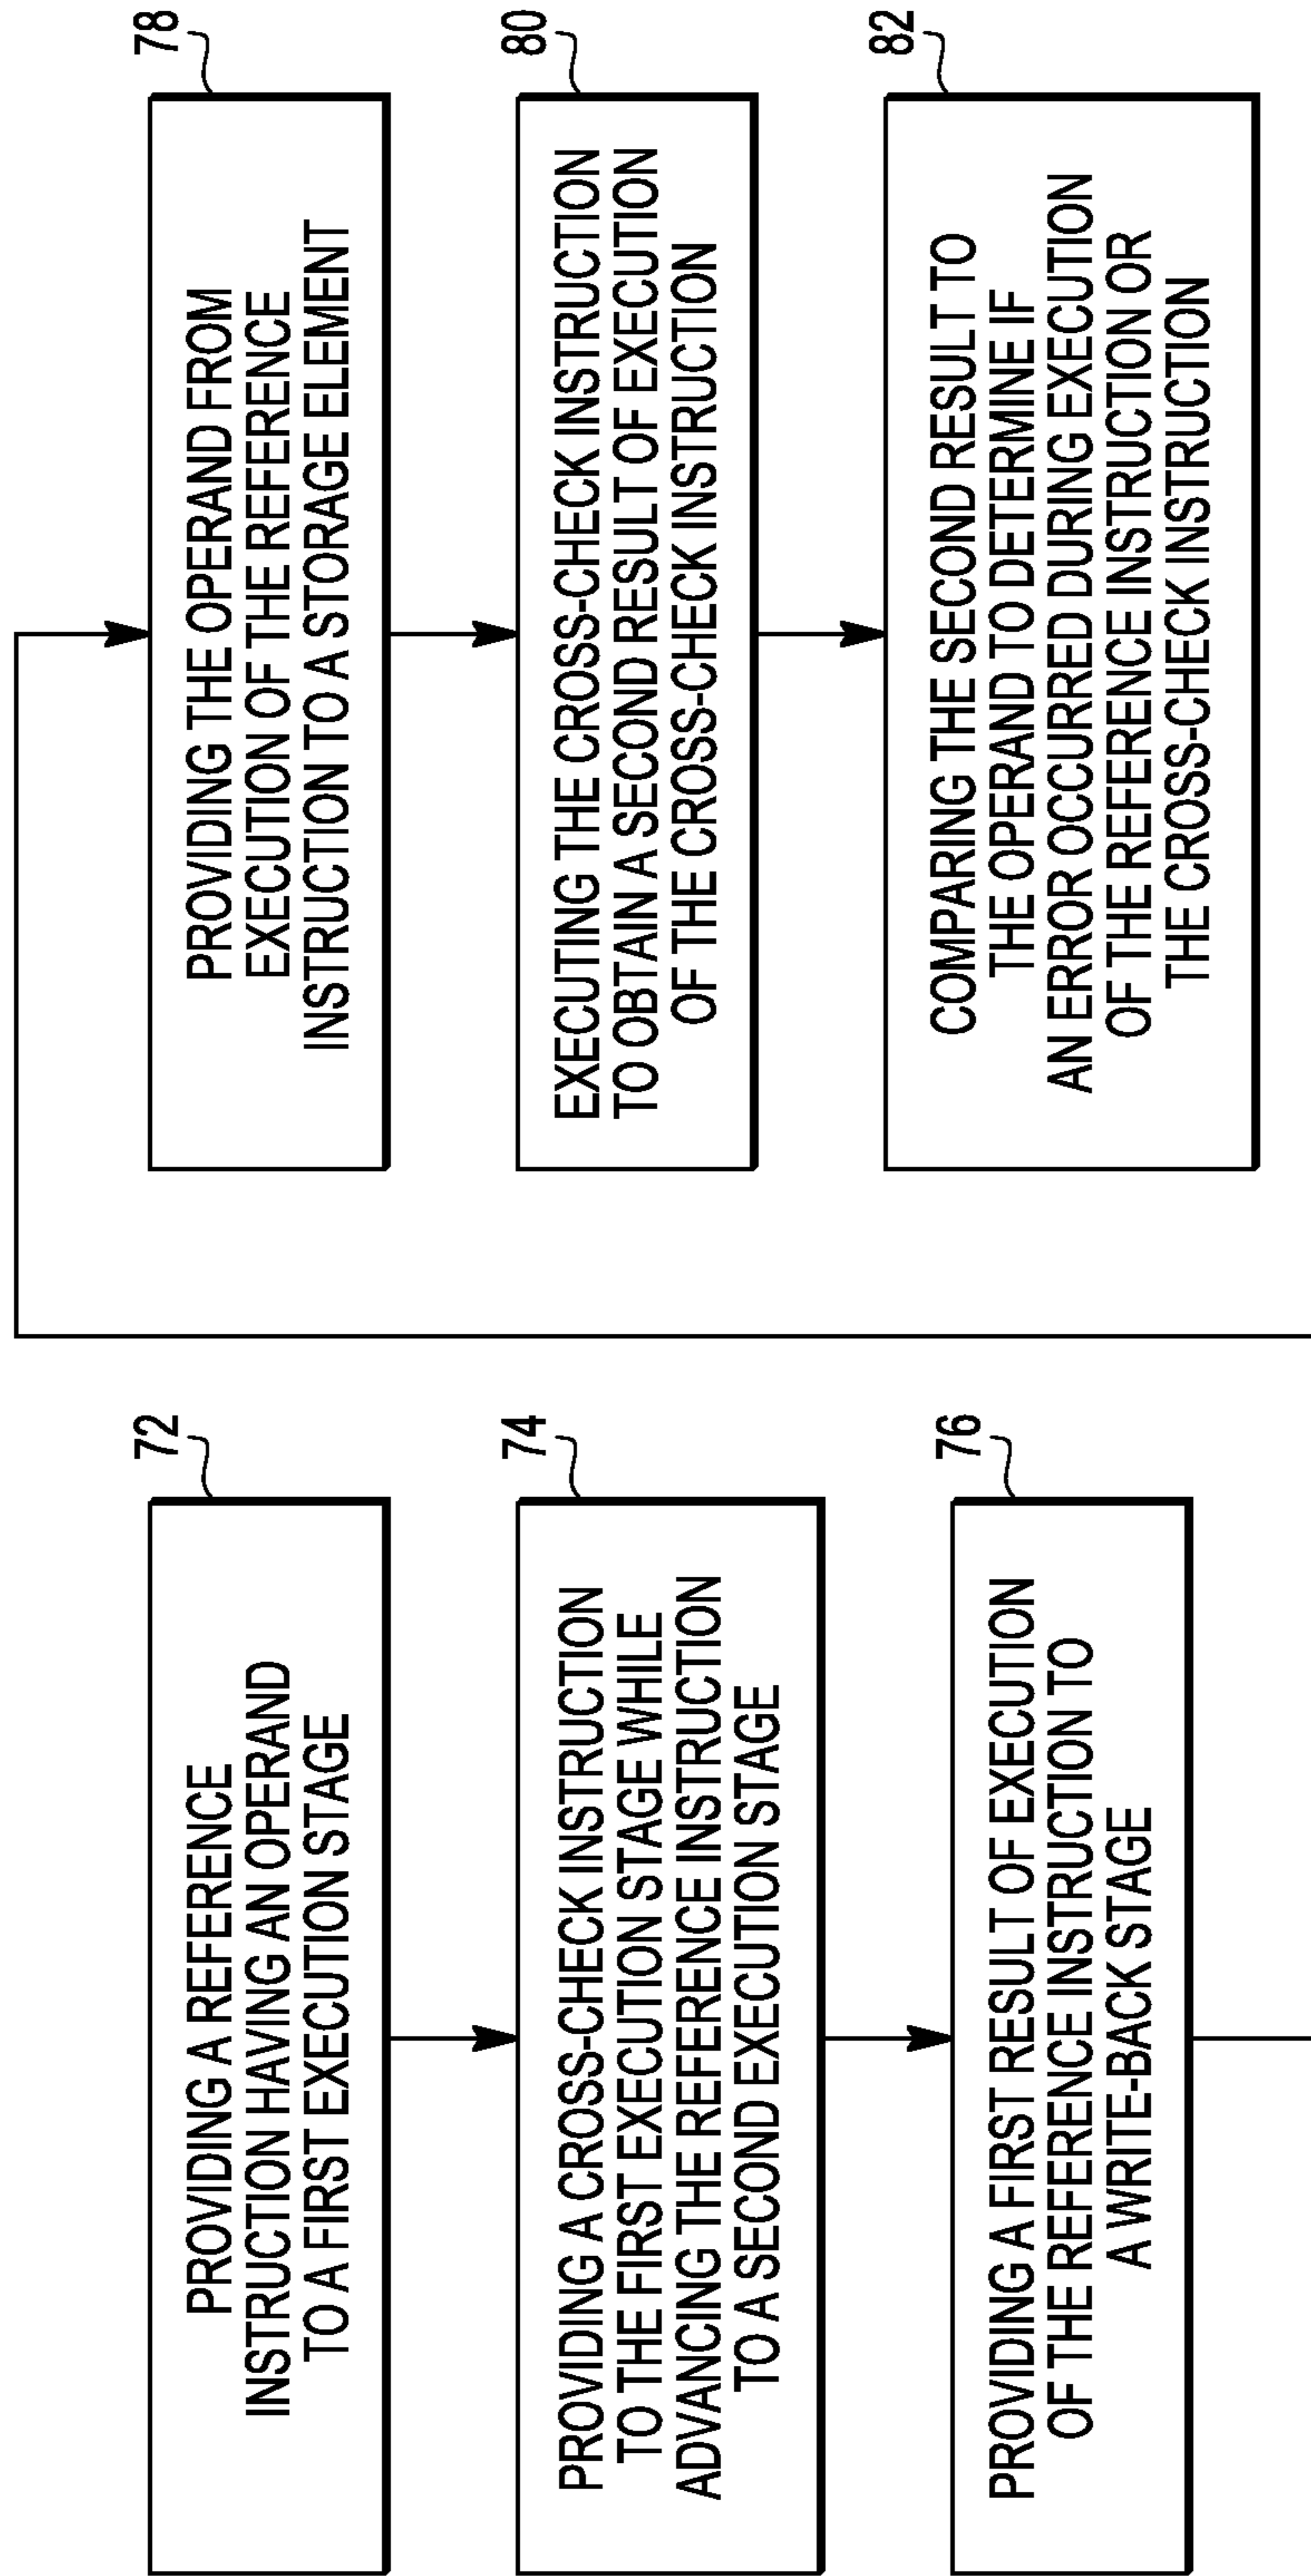 72
PROVIDING A REFERENCE
INSTRUCTION HAVING AN OPERAND
TO A FIRST EXECUTION STAGE
74
PROVIDING A CROSS-CHECK INSTRUCTION
TO THE FIRST EXECUTION STAGE WHILE
ADVANCING THE REFERENCE INSTRUCTION
TO A SECOND EXECUTION STAGE
76
PROVIDING A FIRST RESULT OF EXECUTION
OF THE REFERENCE INSTRUCTION TO
A WRITE-BACK STAGE
78
PROVIDING THE OPERAND FROM
EXECUTION OF THE REFERENCE
INSTRUCTION TO A STORAGE ELEMENT
80
EXECUTING THE CROSS-CHECK INSTRUCTION
TO OBTAIN A SECOND RESULT OF EXECUTION
OF THE CROSS-CHECK INSTRUCTION
82
COMPARING THE SECOND RESULT TO
THE OPERAND TO DETERMINE IF
AN ERROR OCCURRED DURING EXECUTION
OF THE REFERENCE INSTRUCTION OR
THE CROSS-CHECK INSTRUCTION